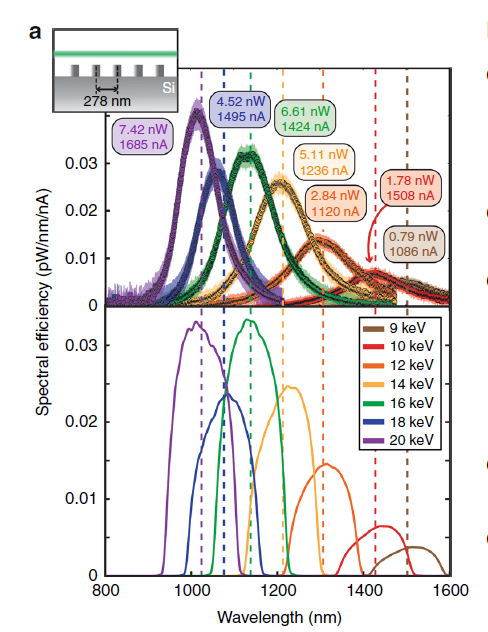 a
Si
278 nm
7.42 nW
1685 nA
4.52 nW
1495 nA
6.61 nW
1424 nA
5.11 nW
1236 nA
2.84 nW
1120 nA
1.78 nW
1508 nA
0.79 nW
1086 nA
0.03
0.02
0.01
0
Spectral efficiency (pW/nm/nA)
9 keV
10 keV
12 keV
14 keV
16 keV
18 keV
20 keV
0.03
0.02
0.01
0
800 1000 1200 1400 1600
Wavelength (nm)